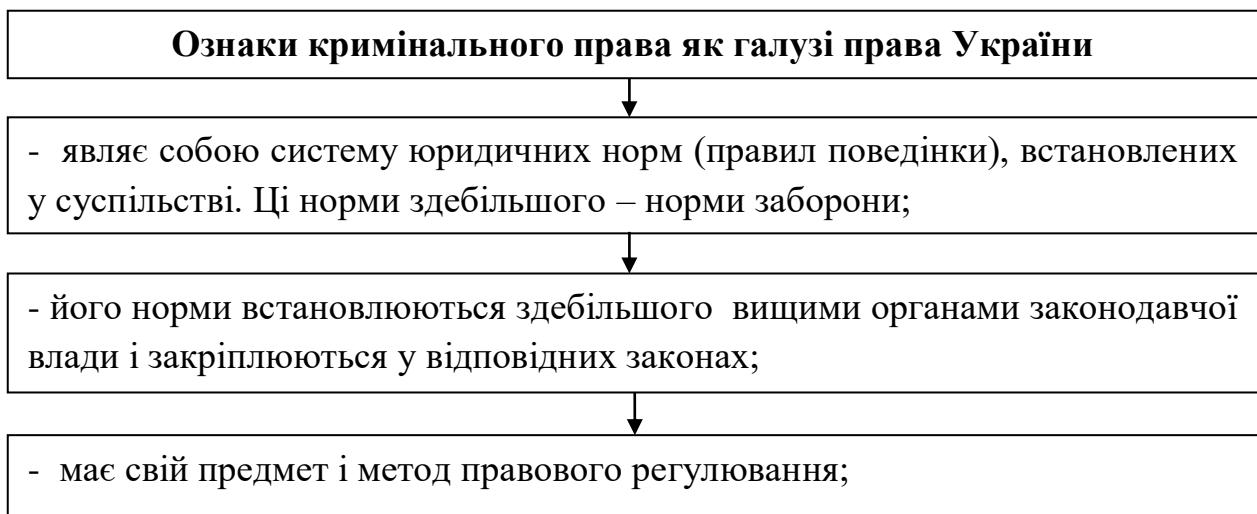 Ознаки кримінального права як галузі права України
- являє собою систему юридичних норм (правил поведінки), встановлених
у суспільстві. Ці норми здебільшого – норми заборони;
- його норми встановлюються здебільшого вищими органами законодавчої
влади і закріплюються у відповідних законах;
- має свій предмет і метод правового регулювання;